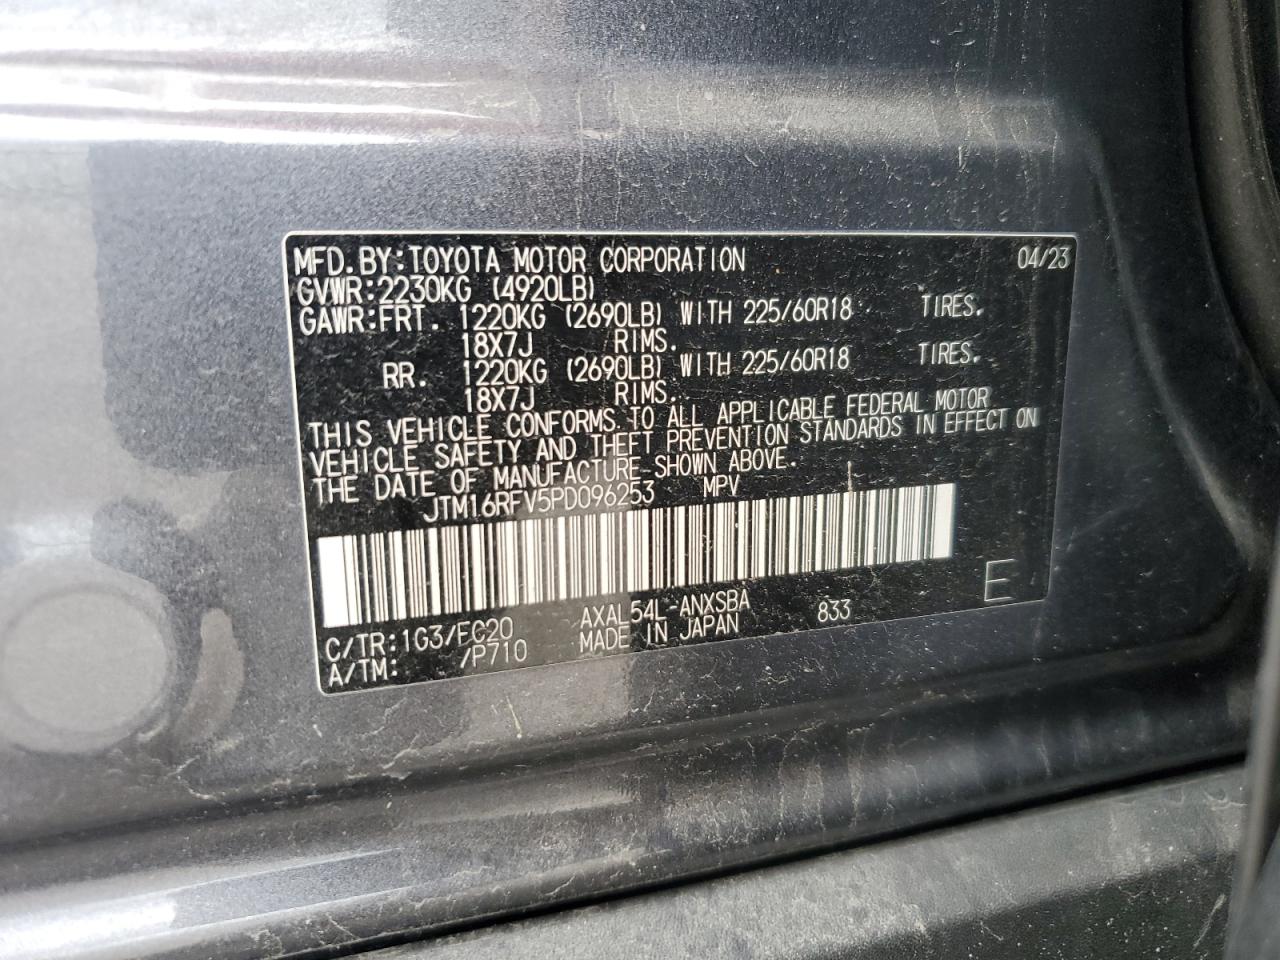 MFD.BY:TOYOTA MOTOR CORPORATION 04/23
GVWR:2230KG (4920LB)
GAWR:FRT. 1220KG (2690LB) WITH 225/60R18 TIRES.
18X7J RIMS.
RR. 1220KG (2690LB) WITH 225/60R18 TIRES.
18X7J RIMS.
THIS VEHICLE CONFORMS TO ALL APPLICABLE FEDERAL MOTOR
VEHICLE SAFETY AND THEFT PREVENTION STANDARDS IN EFFECT ON
THE DATE OF MANUFACTURE SHOWN ABOVE.
JTM16RFV5PD096253 MPV
E
C/TR:1G3/FC20 AXAL54L-ANXSBA 833
A/TM: /P710 MADE IN JAPAN